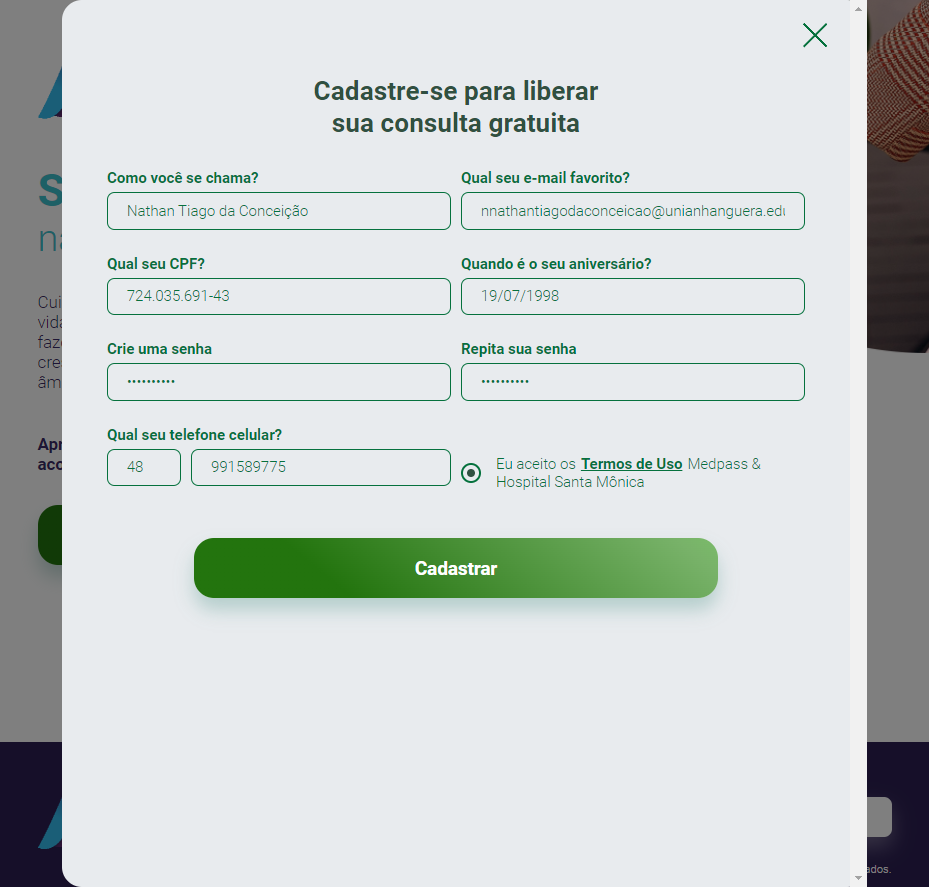 Cadastre-se para liberar
sua consulta gratuita
Como você se chama?
Nathan Tiago da Conceição
Qual seu e-mail favorito?
nnathantiagodaconceicao@unianhanguera.edu
Qual seu CPF?
724.035.691-43
Quando é o seu aniversário?
19/07/1998
Crie uma senha
••••••••••
Repita sua senha
••••••••••
Qual seu telefone celular?
48
991589775
Eu aceito os Termos de Uso Medpass &
Hospital Santa Mônica
Cadastrar